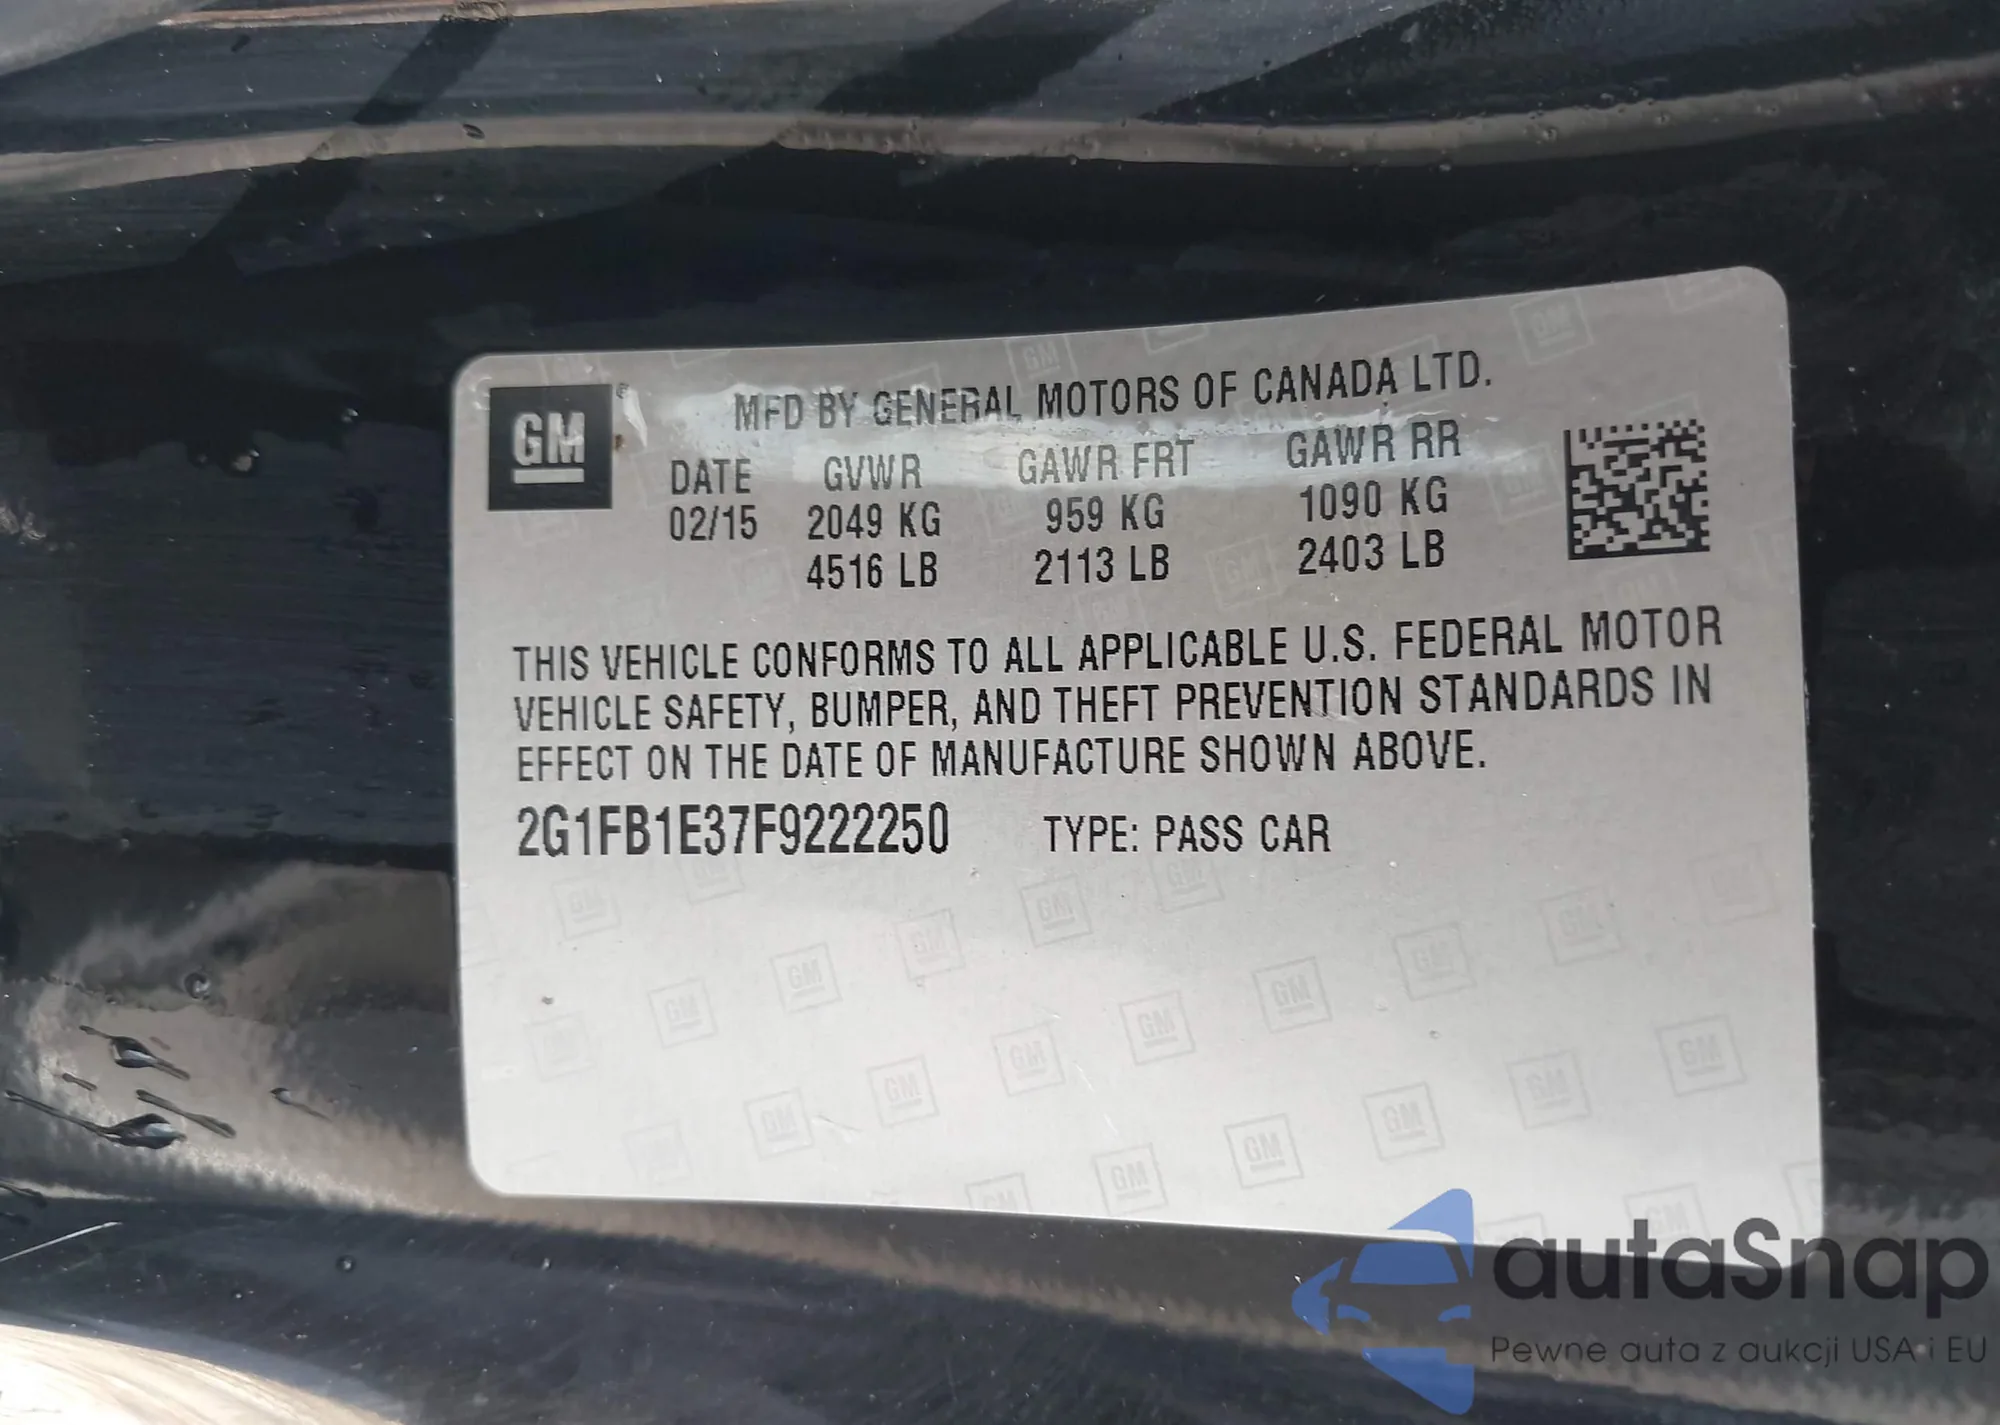 GM
MFD BY GENERAL MOTORS OF CANADA LTD.
DATE GVWR GAWR FRT GAWR RR
02/15 2049 KG 959 KG 1090 KG
4516 LB 2113 LB 2403 LB
THIS VEHICLE CONFORMS TO ALL APPLICABLE U.S. FEDERAL MOTOR
VEHICLE SAFETY, BUMPER, AND THEFT PREVENTION STANDARDS IN
EFFECT ON THE DATE OF MANUFACTURE SHOWN ABOVE.
2G1FB1E37F9222250 TYPE: PASS CAR
autaSnap
Pewne auta z aukcji USA i EU